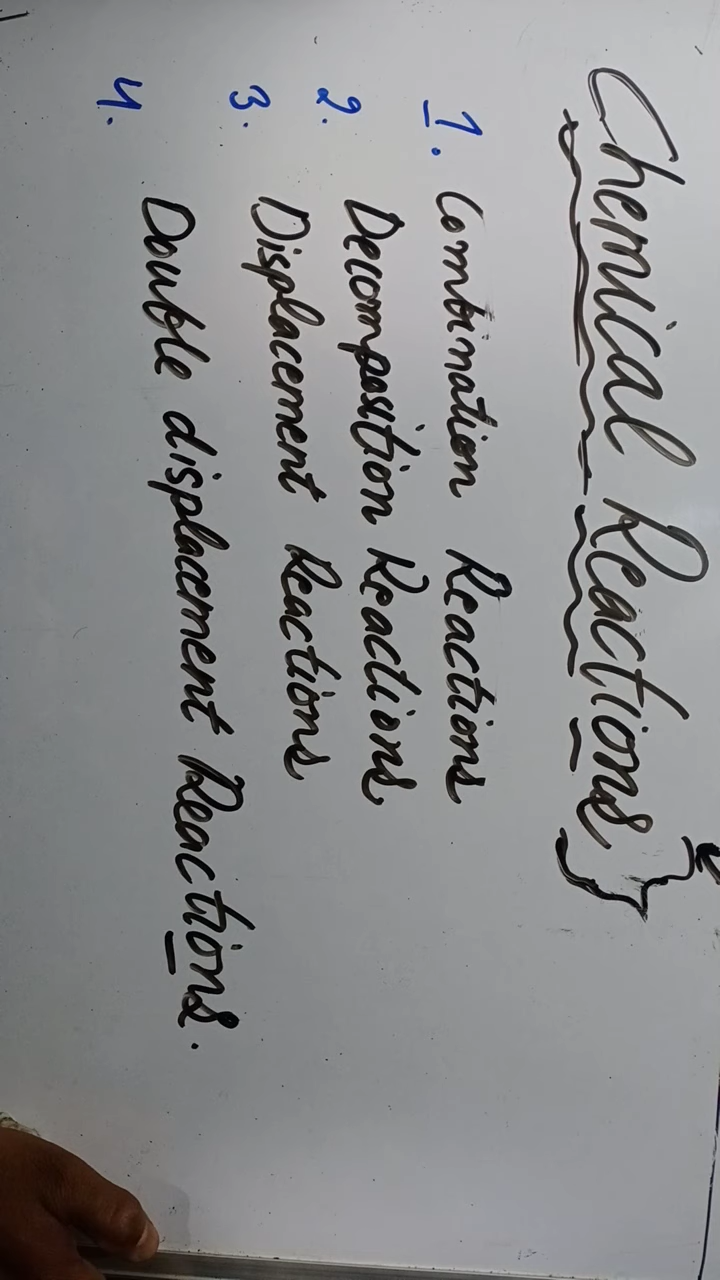 Chemical Reactions
1. Combination Reactions
2. Decomposition Reactions
3. Displacement Reactions
4. Double displacement Reactions.